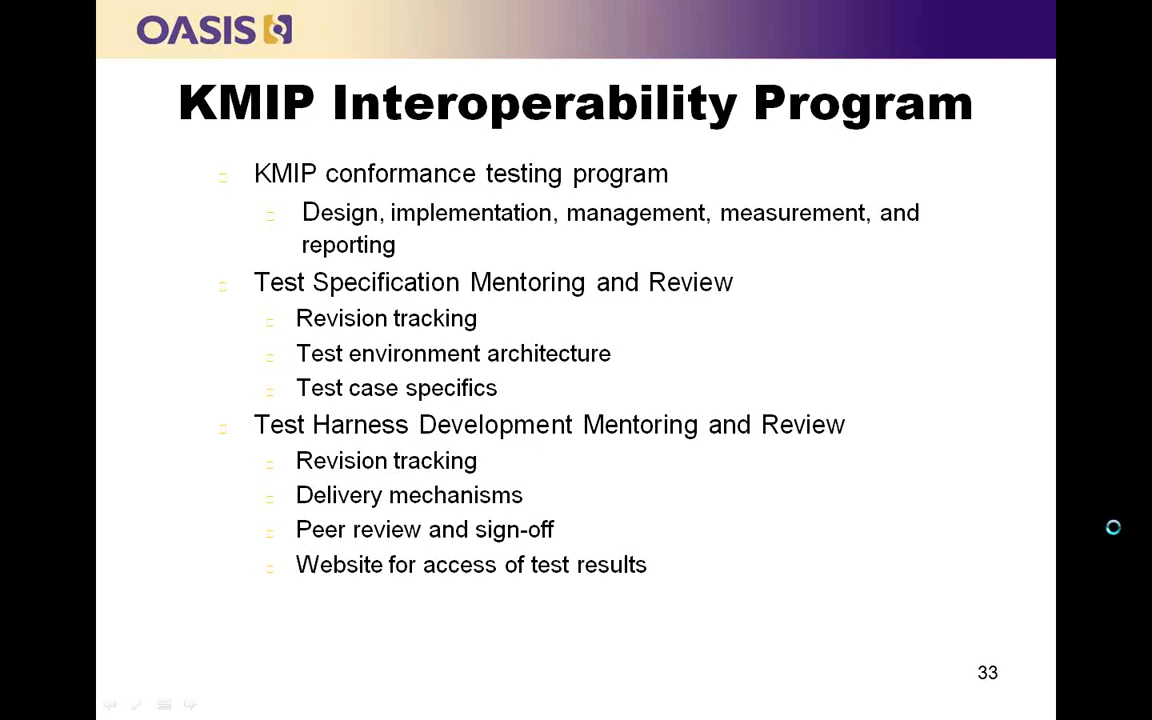 OASIS
KMIP Interoperability Program
KMIP conformance testing program
Design, implementation, management, measurement, and
reporting
Test Specification Mentoring and Review
Revision tracking
Test environment architecture
Test case specifics
Test Harness Development Mentoring and Review
Revision tracking
Delivery mechanisms
Peer review and sign-off
Website for access of test results
33